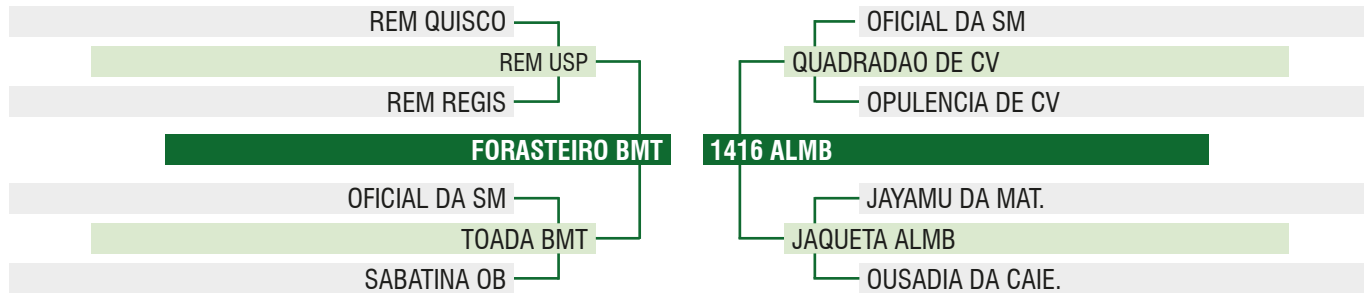 REM QUISCO
REM USP
REM REGIS
FORASTEIRO BMT
OFICIAL DA SM
TOADA BMT
SABATINA OB
OFICIAL DA SM
QUADRADAO DE CV
OPULENCIA DE CV
1416 ALMB
JAYAMU DA MAT.
JAQUETA ALMB
OUSADIA DA CAIE.